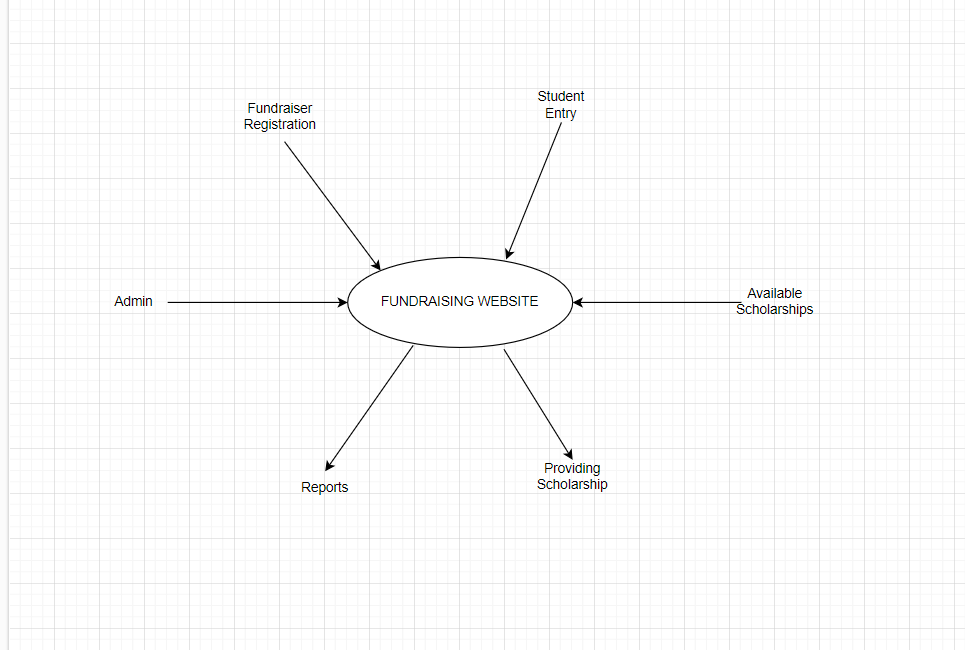 Student
Entry
Fundraiser
Registration
Admin
FUNDRAISING WEBSITE
Available
Scholarships
Reports
Providing
Scholarship